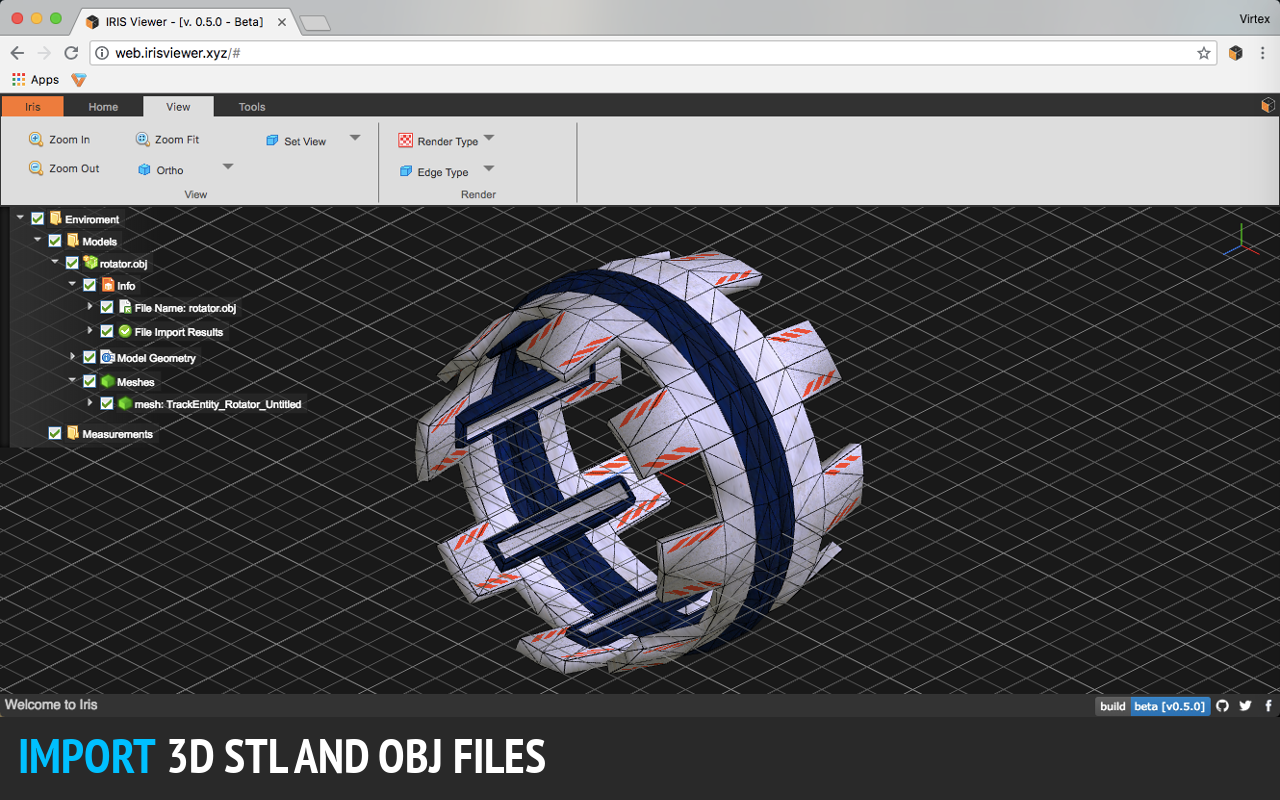 IRIS Viewer - [v. 0.5.0 - Beta]
Virtex
web.irisviewer.xyz/#
Apps
Iris Home View Tools
Zoom In Zoom Fit Set View Render Type
Zoom Out Ortho Edge Type
View Render
Enviroment
Models
rotator.obj
Info
File Name: rotator.obj
File Import Results
Model Geometry
Meshes
mesh: TrackEntity_Rotator_Untitled
Measurements
Welcome to Iris
build beta [v0.5.0]
IMPORT 3D STL AND OBJ FILES